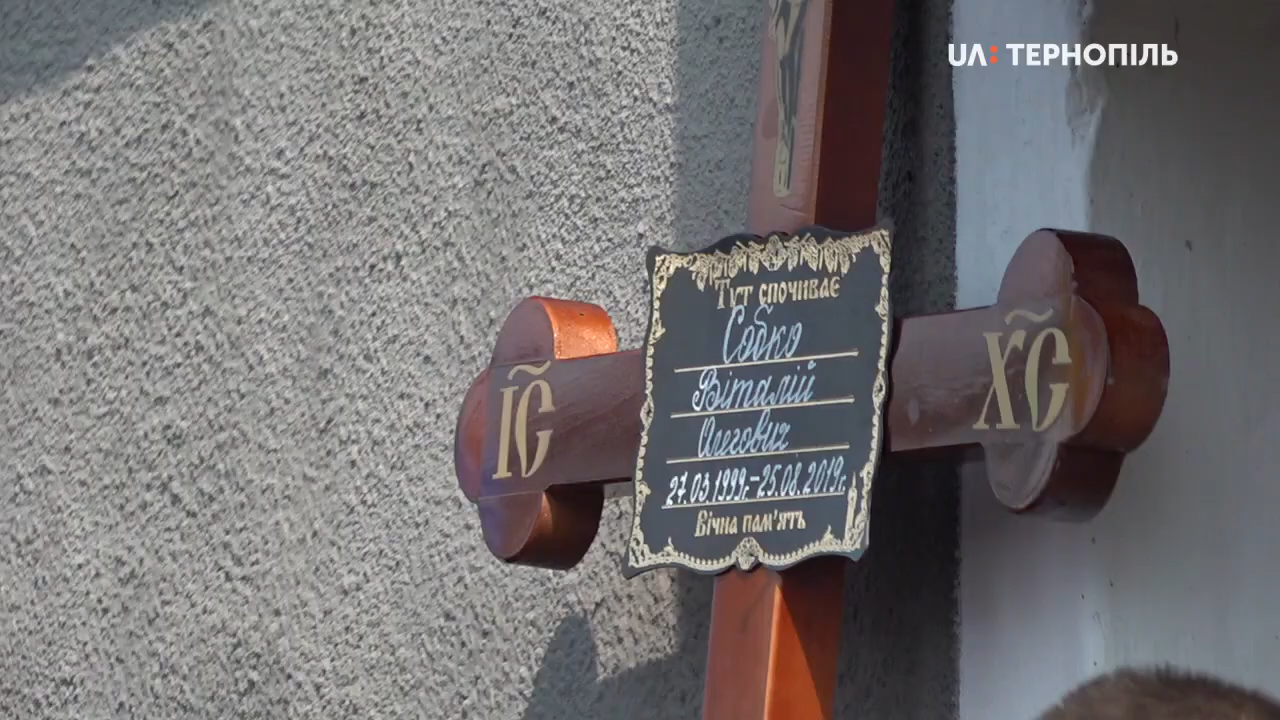 UA: ТЕРНОПІЛЬ
Тут спочиває
Собко
Віталій
Олегович
27.03.1999р.-25.08.2019р.
Вічна пам'ять
ІС ХС